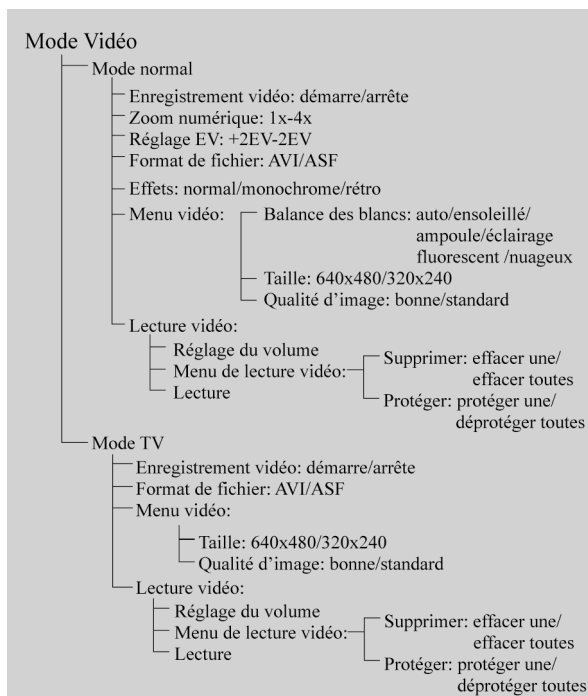 Mode Vidéo
Mode normal
Enregistrement vidéo: démarre/arrête
Zoom numérique: 1x-4x
Réglage EV: +2EV-2EV
Format de fichier: AVI/ASF
Effets: normal/monochrome/rétro
Menu vidéo:
Balance des blancs: auto/ensoleillé/
ampoule/éclairage
fluorescent /nuageux
Taille: 640x480/320x240
Qualité d’image: bonne/standard
Lecture vidéo:
Réglage du volume
Menu de lecture vidéo:
Supprimer: effacer une/
effacer toutes
Protéger: protéger une/
déprotéger toutes
Lecture
Mode TV
Enregistrement vidéo: démarre/arrête
Format de fichier: AVI/ASF
Menu vidéo:
Taille: 640x480/320x240
Qualité d’image: bonne/standard
Lecture vidéo:
Réglage du volume
Menu de lecture vidéo:
Supprimer: effacer une/
effacer toutes
Protéger: protéger une/
déprotéger toutes
Lecture